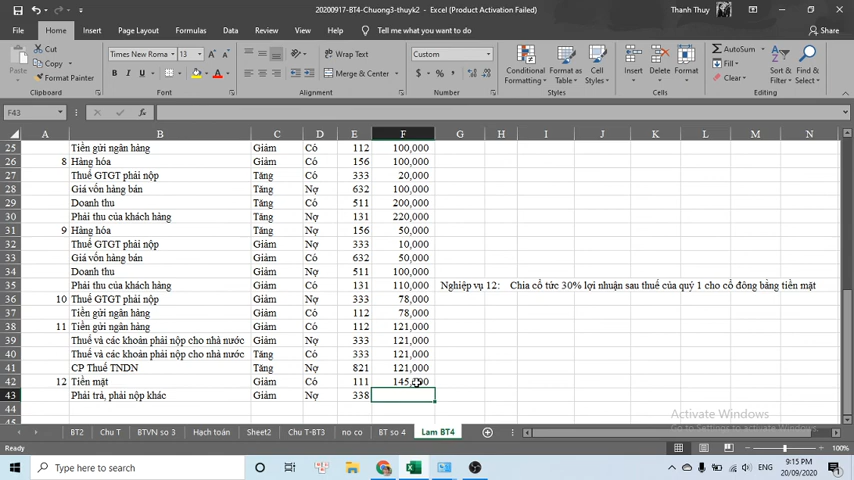 20200917-BT4-Chuong3-thuyk2 - Excel (Product Activation Failed)
Thanh Thuy
File Home Insert Page Layout Formulas Data Review View Help Tell me what you want to do Share
Paste Cut Copy Format Painter Clipboard
Times New Roma 13 B I U Font
Wrap Text Merge & Center Alignment
Custom $ % , Number
Conditional Formatting Format as Table Cell Styles Styles
Insert Delete Format Cells
AutoSum Fill Clear Sort & Filter Find & Select Editing
F43 fx
A B C D E F G H I J K L M N
25 Tiền gửi ngân hàng Giảm Có 112 100,000
26 8 Hàng hóa Giảm Có 156 100,000
27 Thuế GTGT phải nộp Tăng Có 333 20,000
28 Giá vốn hàng bán Tăng Nợ 632 100,000
29 Doanh thu Tăng Có 511 200,000
30 Phải thu của khách hàng Tăng Nợ 131 220,000
31 9 Hàng hóa Tăng Nợ 156 50,000
32 Thuế GTGT phải nộp Giảm Nợ 333 10,000
33 Giá vốn hàng bán Giảm Có 632 50,000
34 Doanh thu Giảm Nợ 511 100,000
35 Phải thu của khách hàng Giảm Có 131 110,000 Nghiệp vụ 12: Chia cổ tức 30% lợi nhuận sau thuế của quý 1 cho cổ đông bằng tiền mặt
36 10 Thuế GTGT phải nộp Giảm Nợ 333 78,000
37 Tiền gửi ngân hàng Giảm Có 112 78,000
38 11 Tiền gửi ngân hàng Giảm Có 112 121,000
39 Thuế và các khoản phải nộp cho nhà nước Giảm Nợ 333 121,000
40 Thuế và các khoản phải nộp cho nhà nước Tăng Có 333 121,000
41 CP Thuế TNDN Tăng Nợ 821 121,000
42 12 Tiền mặt Giảm Có 111 145,000
43 Phải trả, phải nộp khác Giảm Nợ 338
44
Activate Windows
Go to Settings to activate Windows.
BT2 Chu T BTVN so 3 Hạch toán Sheet2 Chu T-BT3 no co BT so 4 Lam BT4
Ready 100%
Type here to search
ENG 9:15 PM 20/09/2020